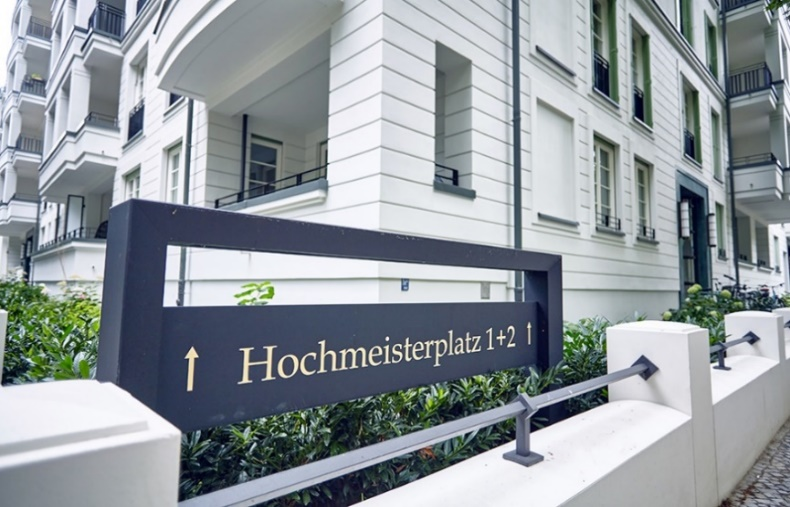 ↑ Hochmeisterplatz 1+2 ↑